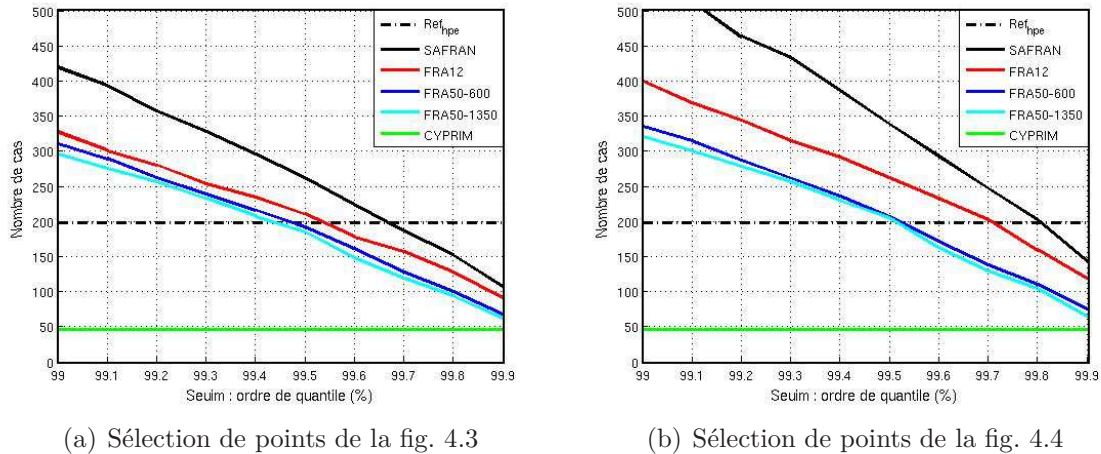 500
450
400
350
300
250
200
150
100
50
0
Nombre de cas
99
99.1
99.2
99.3
99.4
99.5
99.6
99.7
99.8
99.9
Seuim : ordre de quantile (%)
Ref_hpe
SAFRAN
FRA12
FRA50-600
FRA50-1350
CYPRIM
(a) Sélection de points de la fig. 4.3
500
450
400
350
300
250
200
150
100
50
0
Nombre de cas
99
99.1
99.2
99.3
99.4
99.5
99.6
99.7
99.8
99.9
Seuim : ordre de quantile (%)
Ref_hpe
SAFRAN
FRA12
FRA50-600
FRA50-1350
CYPRIM
(b) Sélection de points de la fig. 4.4